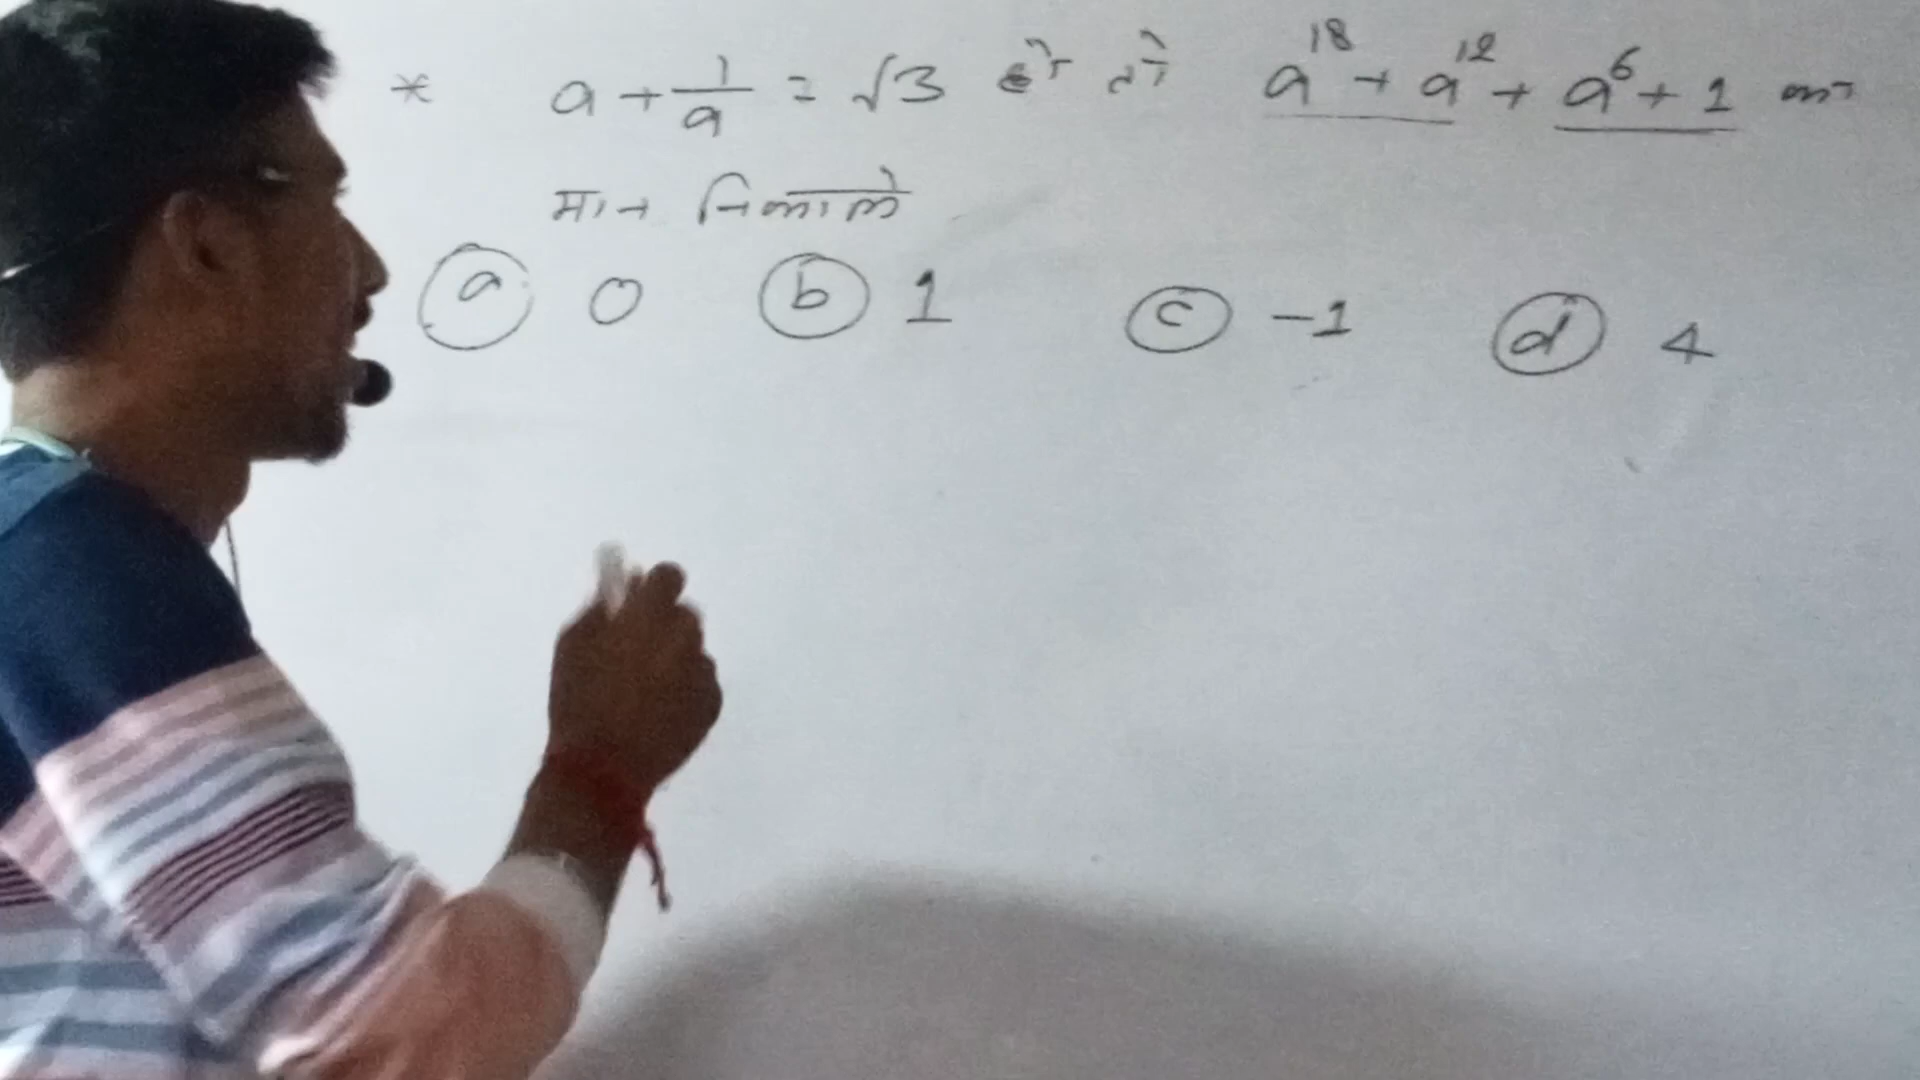 * a + 1/a = √3 हो तो a¹⁸ + a¹² + a⁶ + 1 का
मान निकाले
(a) 0 (b) 1 (c) -1 (d) 4